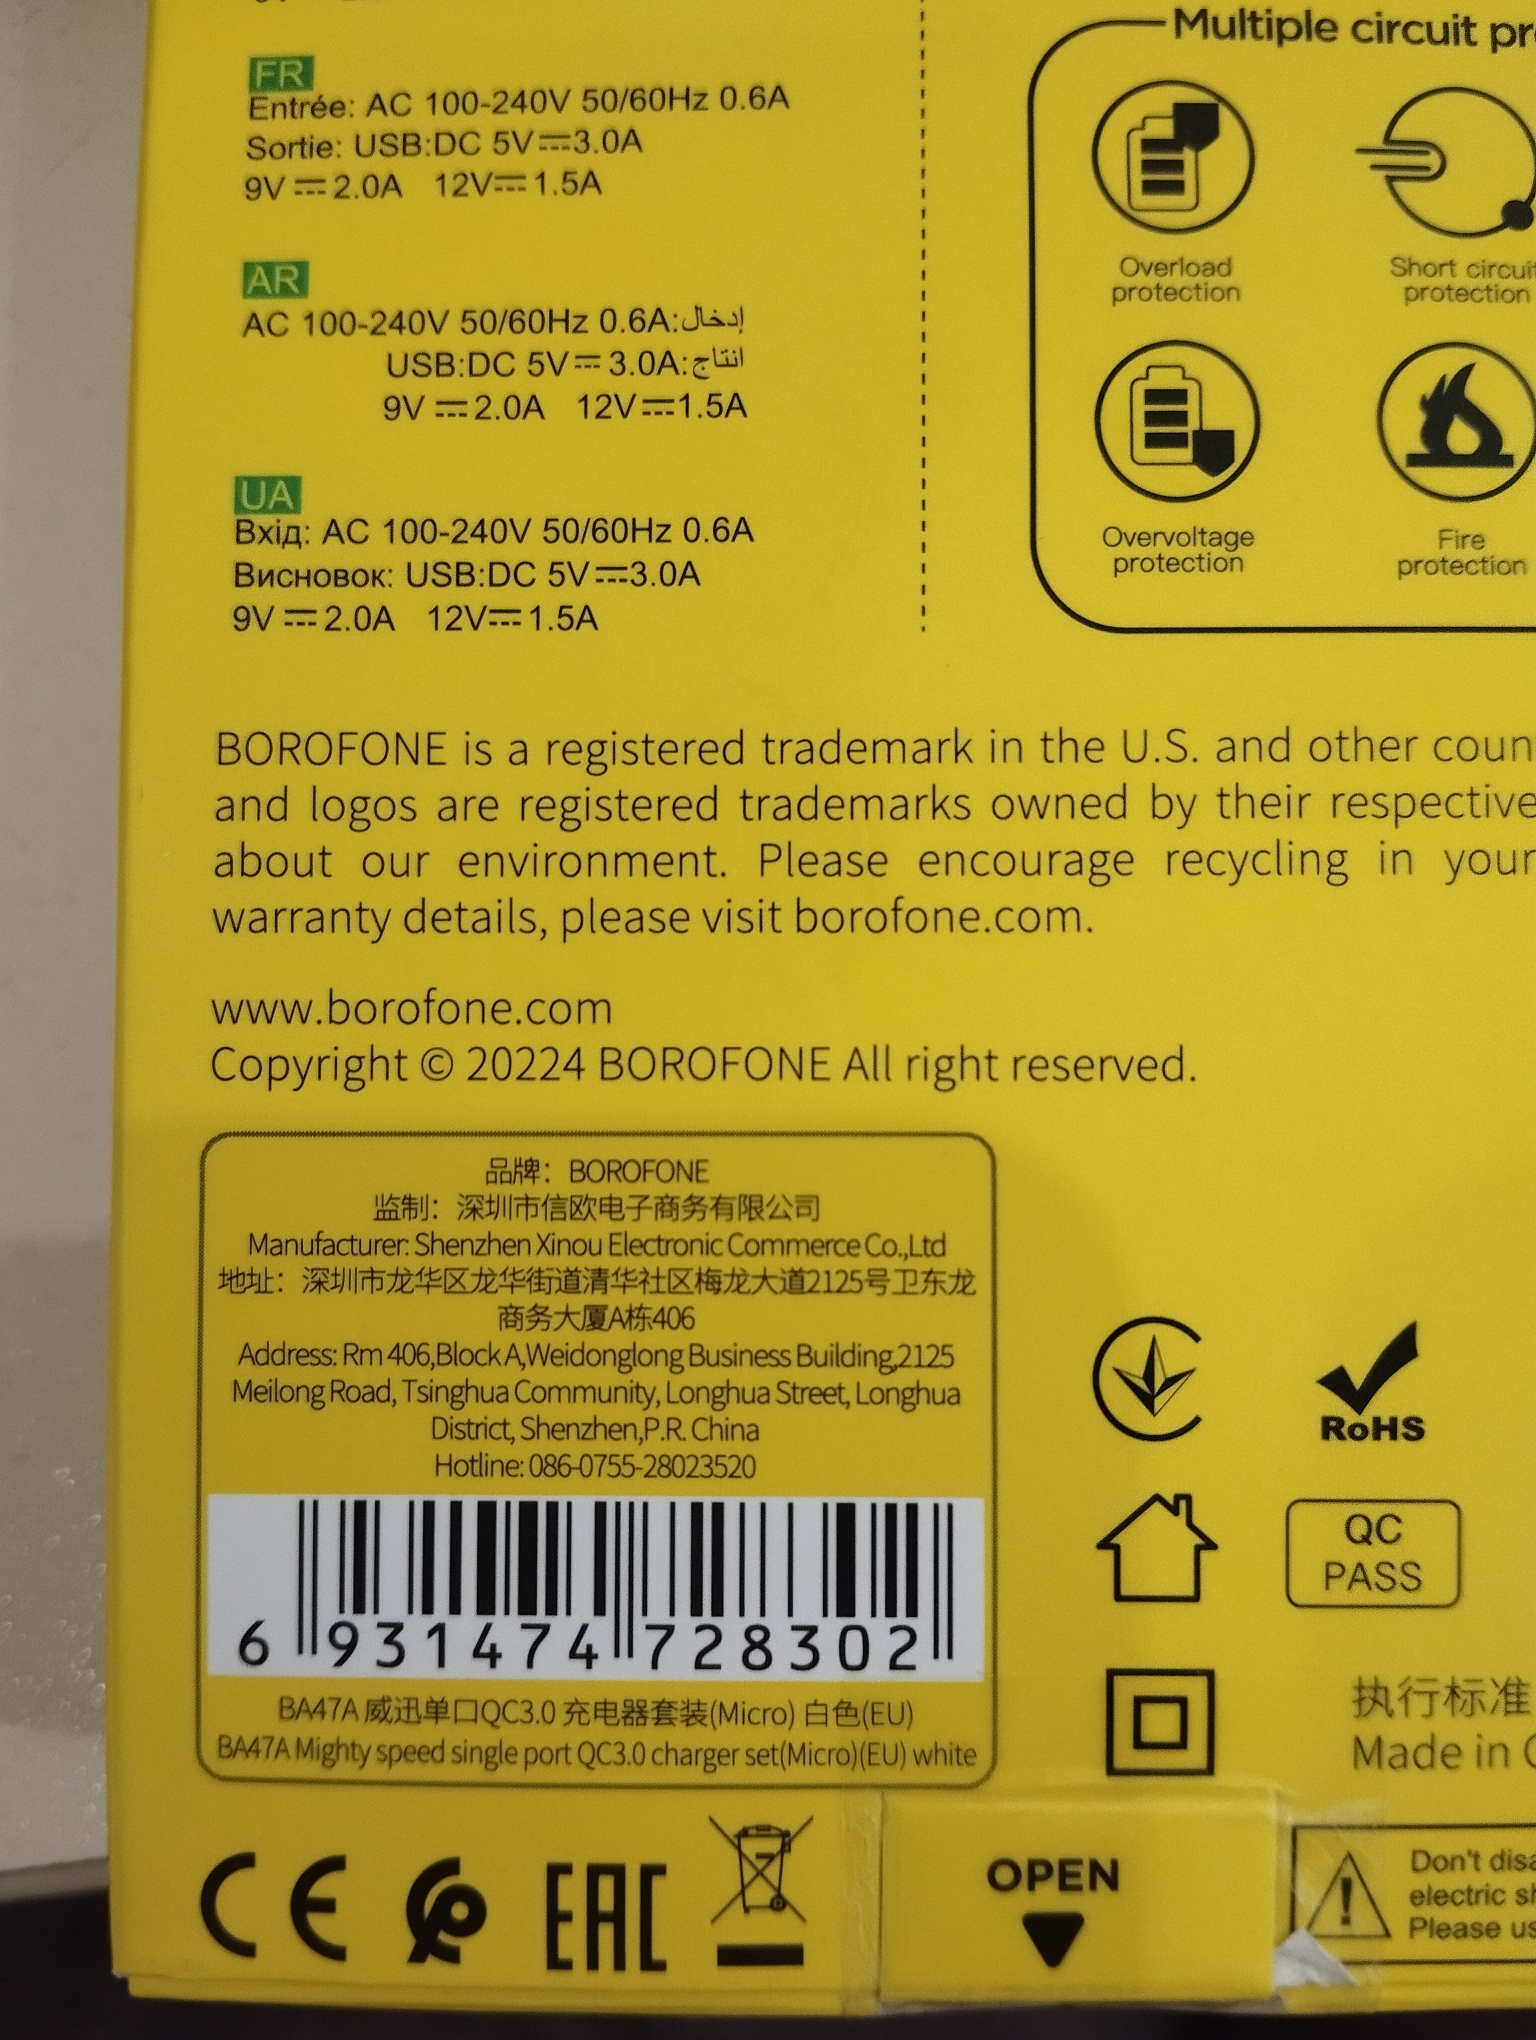 FR
Entrée: AC 100-240V 50/60Hz 0.6A
Sortie: USB:DC 5V⎓3.0A
9V ⎓ 2.0A 12V⎓1.5A
AR
AC 100-240V 50/60Hz 0.6A:إدخال
USB:DC 5V⎓ 3.0A:انتاج
9V ⎓2.0A 12V⎓1.5A
UA
Вхід: AC 100-240V 50/60Hz 0.6A
Висновок: USB:DC 5V⎓3.0A
9V ⎓ 2.0A 12V⎓1.5A
Multiple circuit
Overload
protection
Short
protection
Overvoltage
protection
Fire
protection
BOROFONE is a registered trademark in the U.S. and other
and logos are registered trademarks owned by their respective
about our environment. Please encourage recycling in your
warranty details, please visit borofone.com.
www.borofone.com
Copyright © 20224 BOROFONE All right reserved.
品牌：BOROFONE
监制：深圳市信欧电子商务有限公司
Manufacturer: Shenzhen Xinou Electronic Commerce Co.,Ltd
地址：深圳市龙华区龙华街道清华社区梅龙大道2125号卫东龙
商务大厦A栋406
Address: Rm 406,Block A,Weidonglong Business Building,2125
Meilong Road, Tsinghua Community, Longhua Street, Longhua
District, Shenzhen,P.R. China
Hotline: 086-0755-28023520
6 931474 728302
BA47A 威迅单口QC3.0 充电器套装(Micro) 白色(EU)
BA47A Mighty speed single port QC3.0 charger set(Micro)(EU) white
RoHS
QC
PASS
执行标准
Made in
CE
EAC
OPEN
Don't
electric
Please